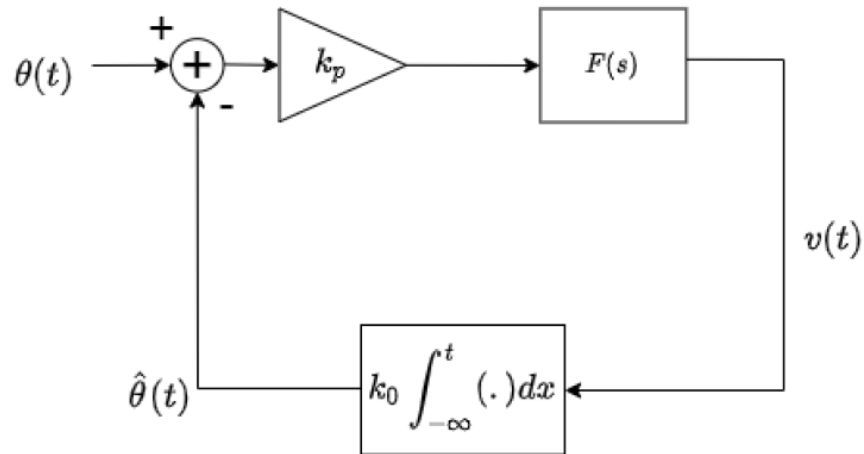 +
θ(t)
+
k_p
F(s)
-
v(t)
θ̂(t)
k_0 ∫_{-∞}^{t} (.)dx